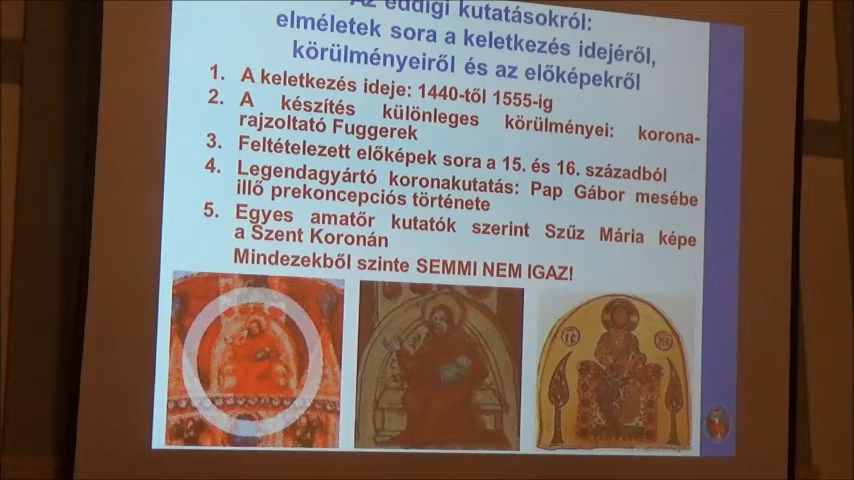 Az eddigi kutatásokról:
elméletek sora a keletkezés idejéről,
körülményeiről és az előképekről
1. A keletkezés ideje: 1440-től 1555-ig
2. A készítés különleges körülményei: korona-
rajzoltató Fuggerek
3. Feltételezett előképek sora a 15. és 16. századból
4. Legendagyártó koronakutatás: Pap Gábor mesébe
illő prekoncepciós története
5. Egyes amatőr kutatók szerint Szűz Mária képe
a Szent Koronán
Mindezekből szinte SEMMI NEM IGAZ!